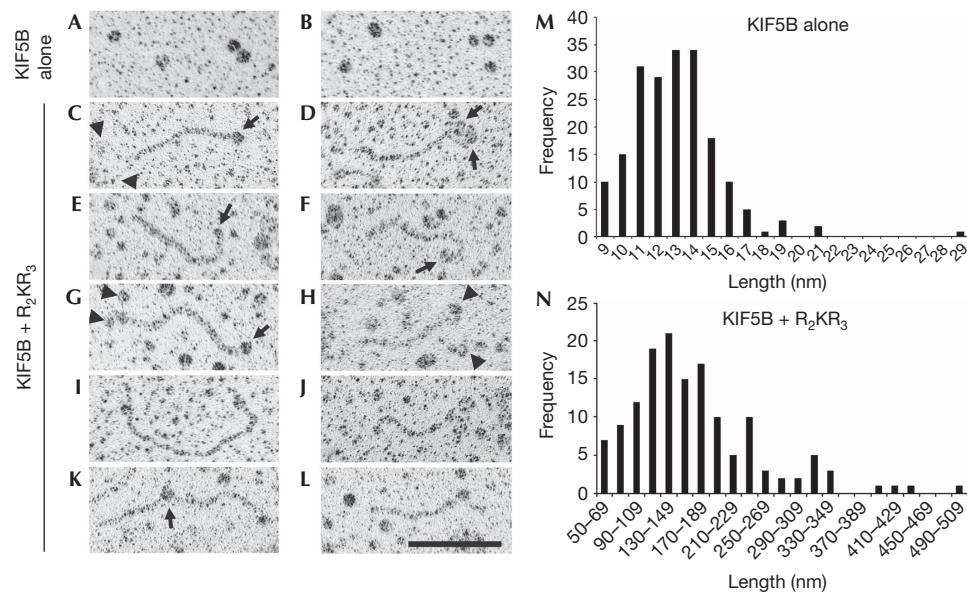 KIF5B
alone
A
B
KIF5B + R₂KR₃
C
D
E
F
G
H
I
J
K
L
M
KIF5B alone
Frequency
40
35
30
25
20
15
10
5
0
9 10 11 12 13 14 15 16 17 18 19 20 21 22 23 24 25 26 27 28 29
Length (nm)
N
KIF5B + R₂KR₃
Frequency
25
20
15
10
5
0
50–69 90–109 130–149 170–189 210–229 250–269 290–309 330–349 370–389 410–429 450–469 490–509
Length (nm)